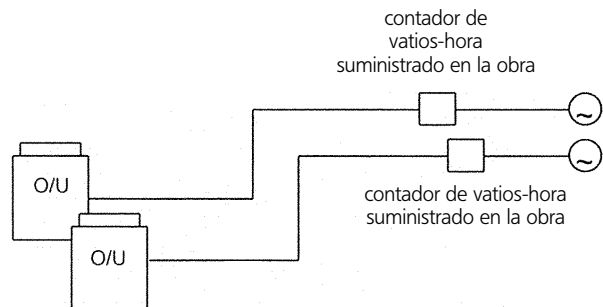 contador de
vatios-hora
suministrado en la obra
~
~
O/U
contador de vatios-hora
suministrado en la obra
O/U